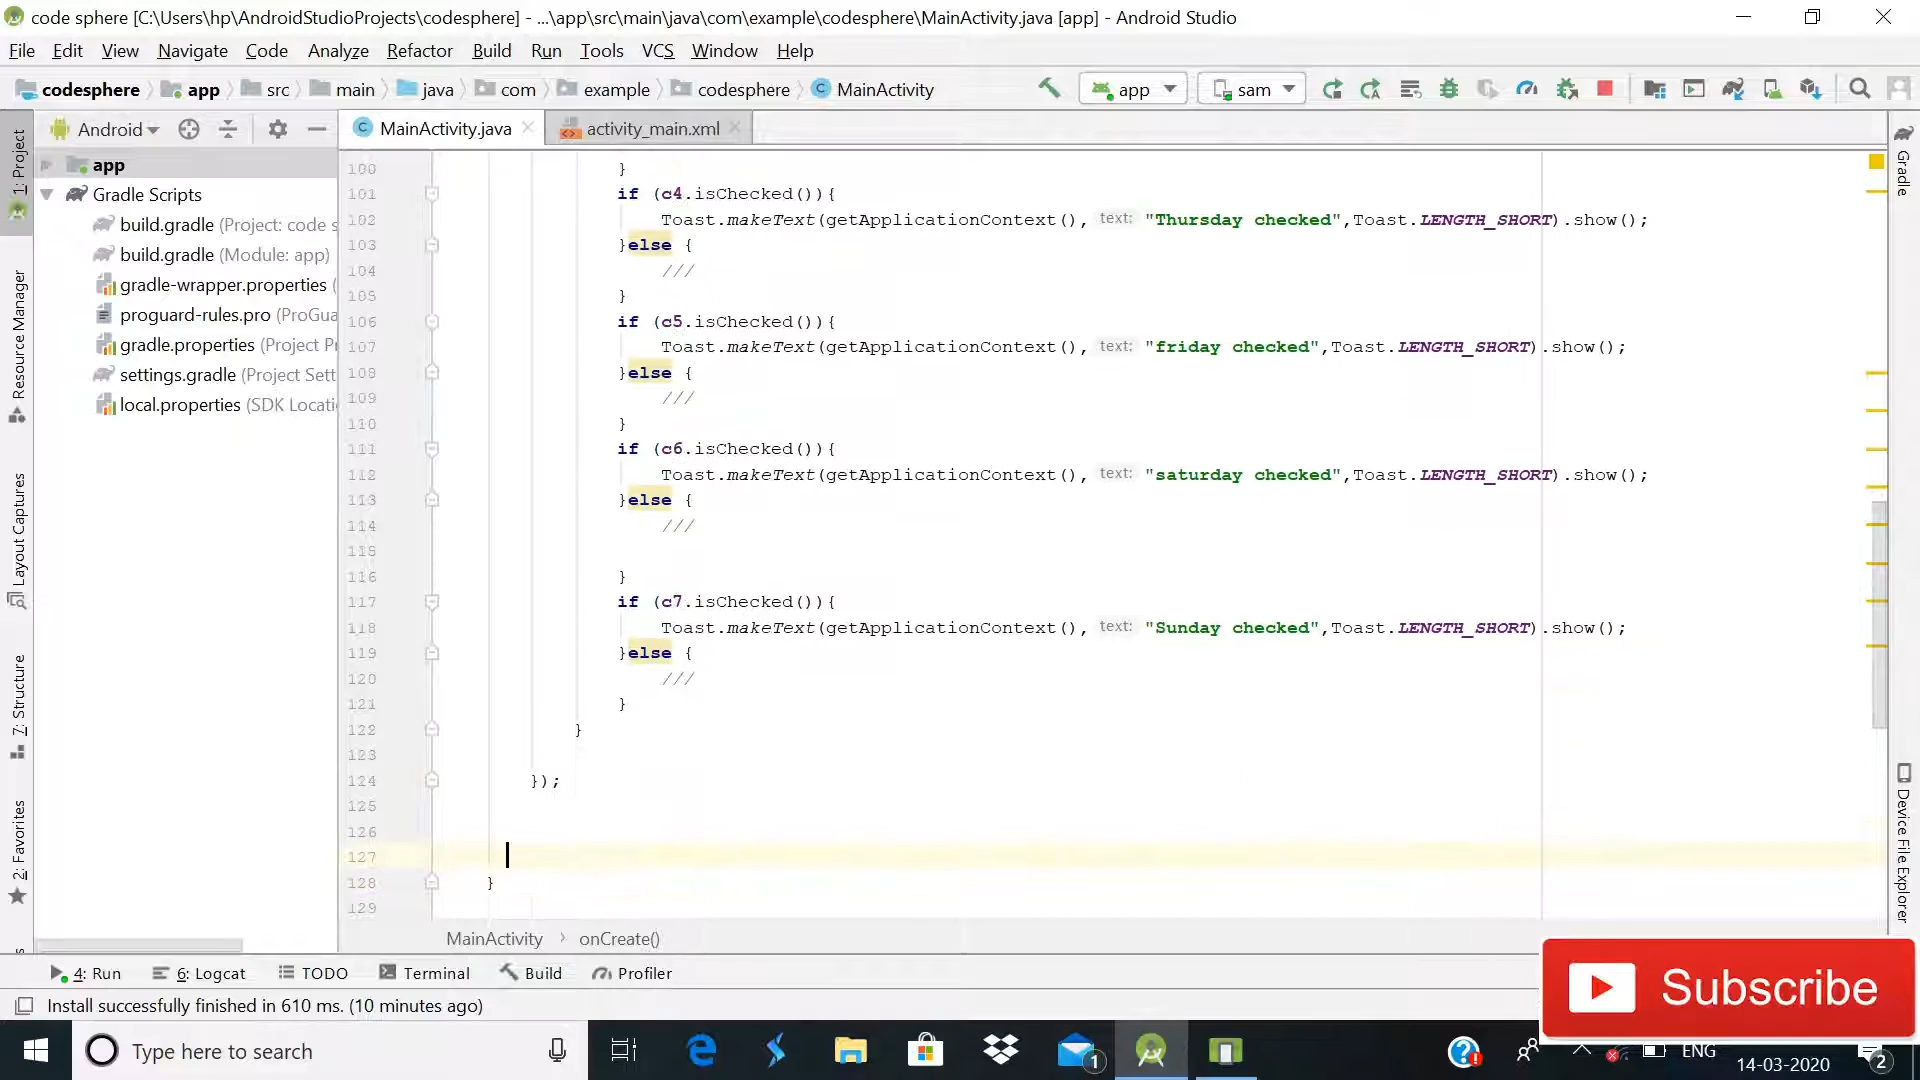 code sphere [C:\Users\hp\AndroidStudioProjects\codesphere] - ...\app\src\main\java\com\example\codesphere\MainActivity.java [app] - Android Studio
File Edit View Navigate Code Analyze Refactor Build Run Tools VCS Window Help
codesphere app src main java com example codesphere MainActivity app sam
Android MainActivity.java activity_main.xml
1: Project
Resource Manager
Layout Captures
7: Structure
2: Favorites
app
Gradle Scripts
build.gradle (Project: code s
build.gradle (Module: app)
gradle-wrapper.properties (
proguard-rules.pro (ProGua
gradle.properties (Project Pr
settings.gradle (Project Sett
local.properties (SDK Locati
100 }
101 if (c4.isChecked()){
102 Toast.makeText(getApplicationContext(), text: "Thursday checked",Toast.LENGTH_SHORT).show();
103 }else {
104 ///
105 }
106 if (c5.isChecked()){
107 Toast.makeText(getApplicationContext(), text: "friday checked",Toast.LENGTH_SHORT).show();
108 }else {
109 ///
110 }
111 if (c6.isChecked()){
112 Toast.makeText(getApplicationContext(), text: "saturday checked",Toast.LENGTH_SHORT).show();
113 }else {
114 ///
115
116 }
117 if (c7.isChecked()){
118 Toast.makeText(getApplicationContext(), text: "Sunday checked",Toast.LENGTH_SHORT).show();
119 }else {
120 ///
121 }
122 }
123
124 });
125
126
127
128 }
129
Gradle
Device File Explorer
MainActivity onCreate()
4: Run 6: Logcat TODO Terminal Build Profiler
Install successfully finished in 610 ms. (10 minutes ago)
Subscribe
Type here to search
1
ENG
14-03-2020
2